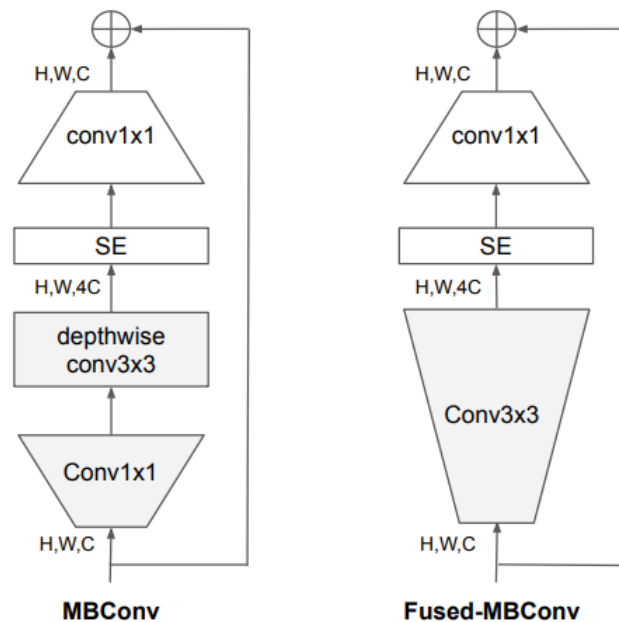 H,W,C
conv1x1
SE
H,W,4C
depthwise
conv3x3
Conv1x1
H,W,C
MBConv
H,W,C
conv1x1
SE
H,W,4C
Conv3x3
H,W,C
Fused-MBConv